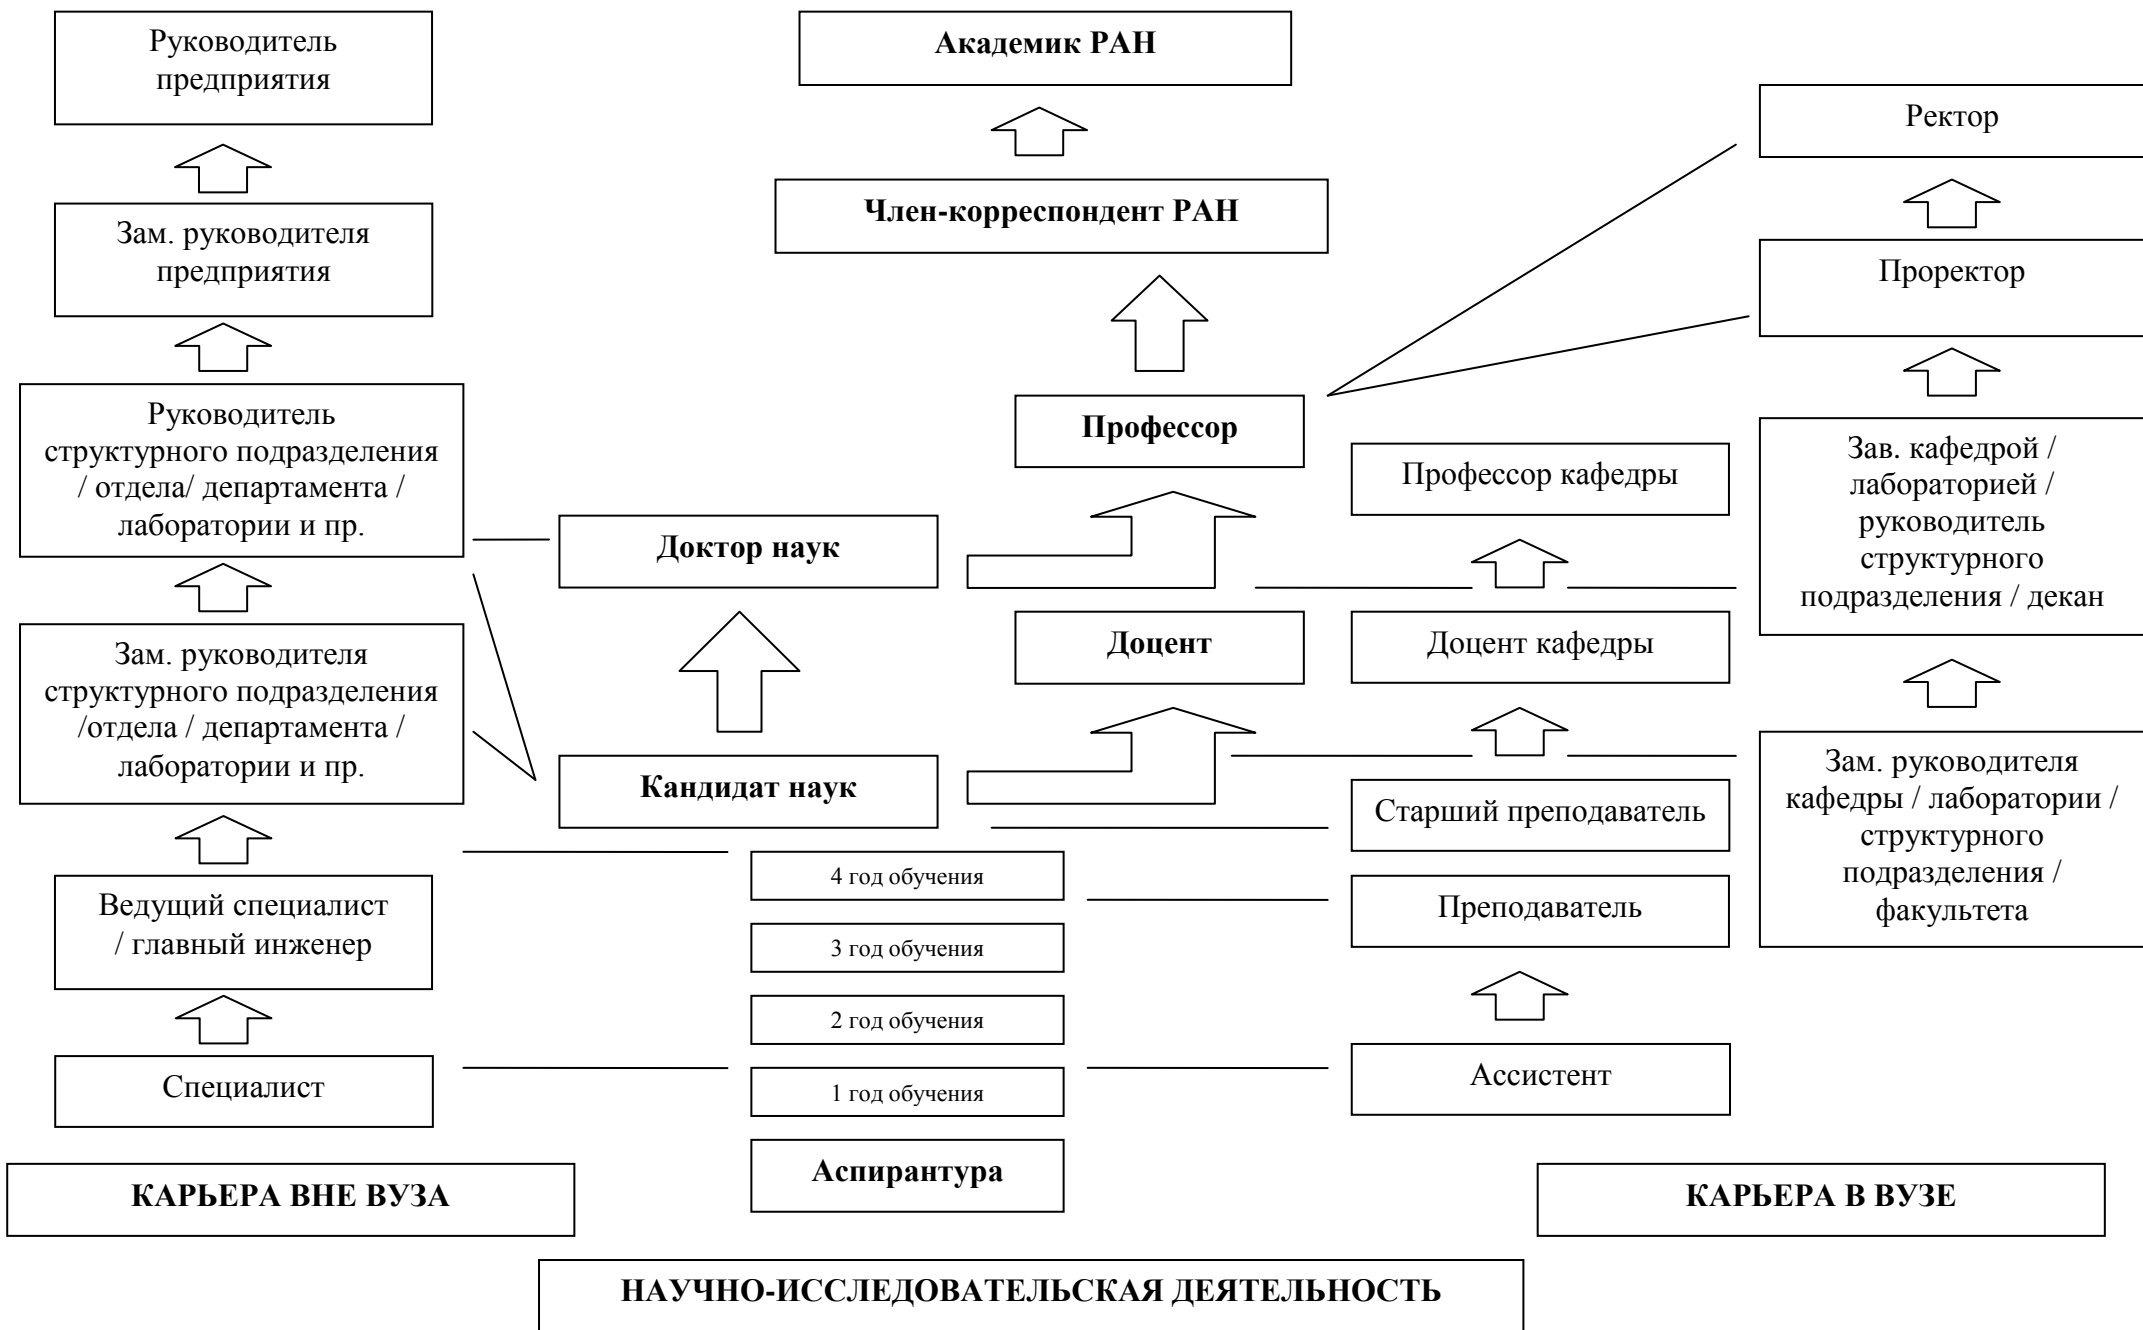 Руководитель
предприятия
Зам. руководителя
предприятия
Руководитель
структурного подразделения
/ отдела/ департамента /
лаборатории и пр.
Зам. руководителя
структурного подразделения
/отдела / департамента /
лаборатории и пр.
Ведущий специалист
/ главный инженер
Специалист
КАРЬЕРА ВНЕ ВУЗА
Академик РАН
Член-корреспондент РАН
Профессор
Доктор наук
Доцент
Кандидат наук
4 год обучения
3 год обучения
2 год обучения
1 год обучения
Аспирантура
Профессор кафедры
Доцент кафедры
Старший преподаватель
Преподаватель
Ассистент
Ректор
Проректор
Зав. кафедрой /
лабораторией /
руководитель
структурного
подразделения / декан
Зам. руководителя
кафедры / лаборатории /
структурного
подразделения /
факультета
КАРЬЕРА В ВУЗЕ
НАУЧНО-ИССЛЕДОВАТЕЛЬСКАЯ ДЕЯТЕЛЬНОСТЬ